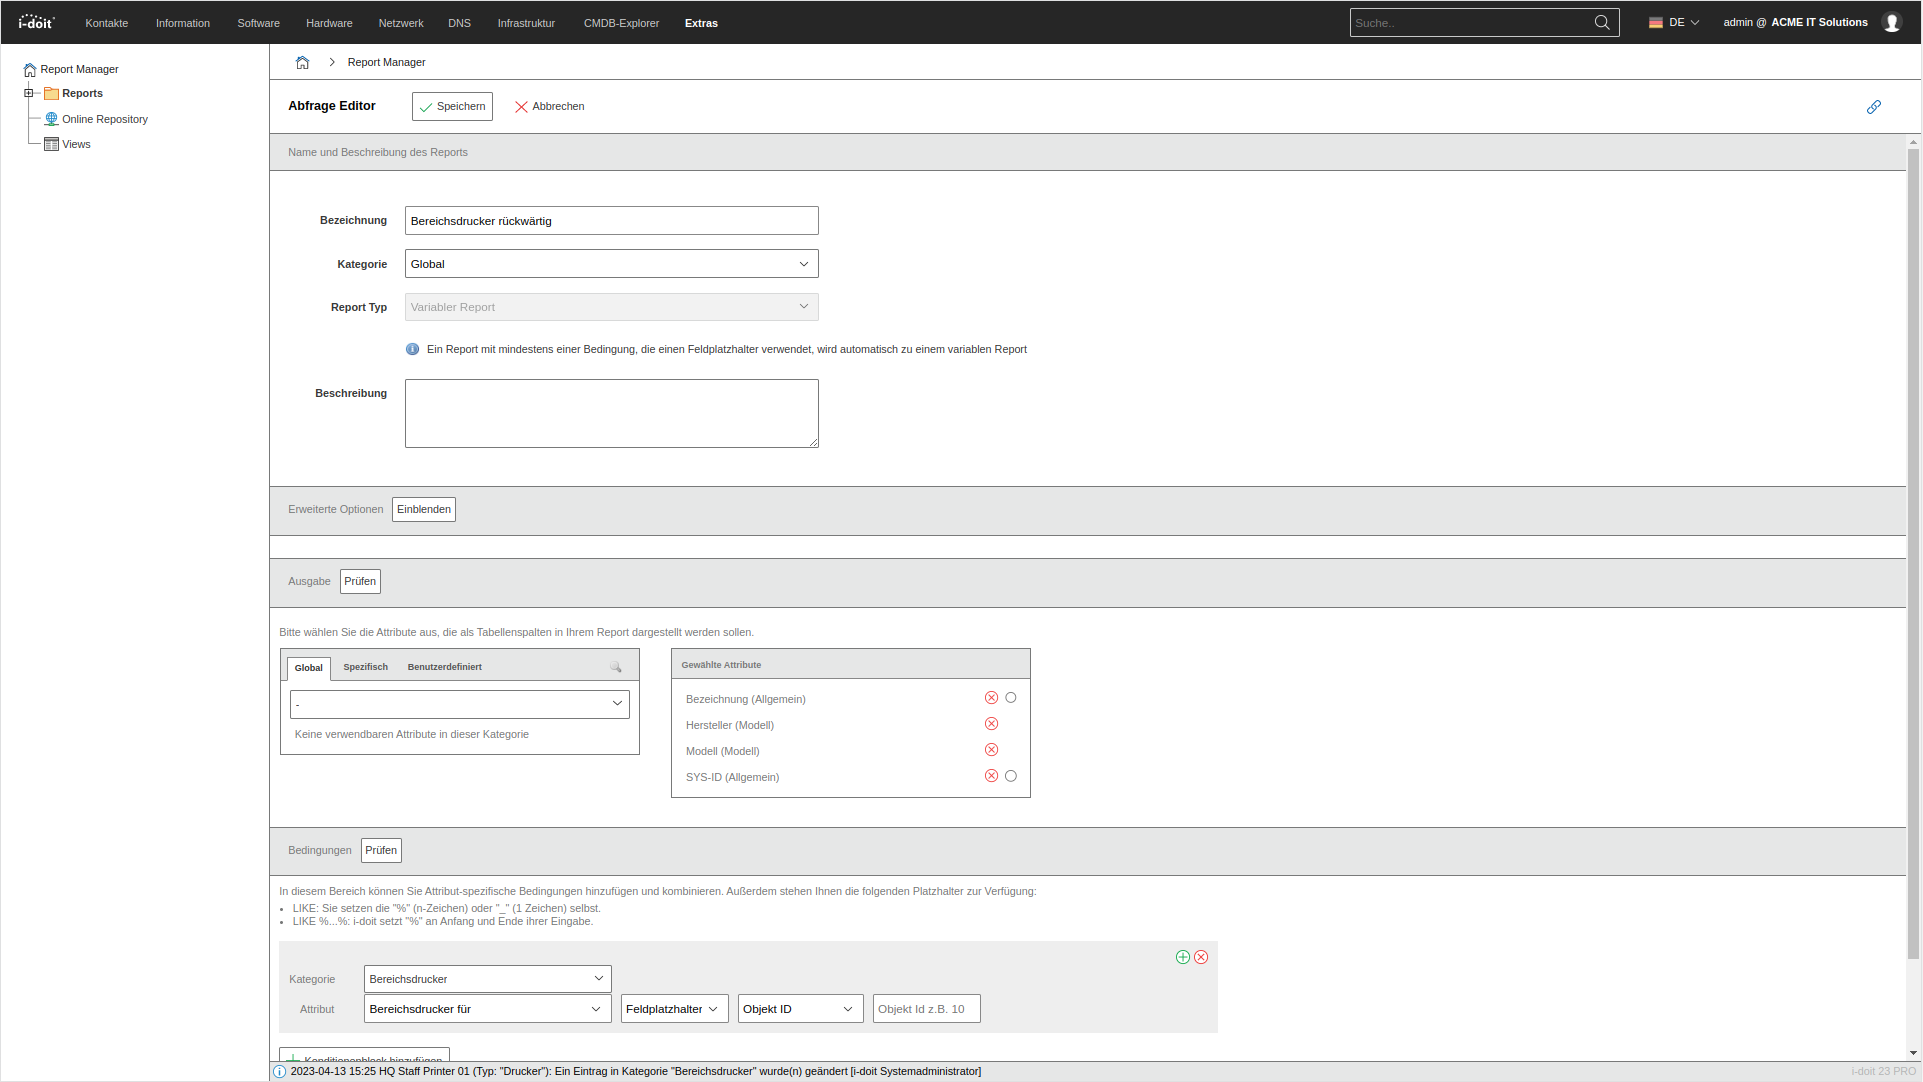 i-doit Kontakte Information Software Hardware Netzwerk DNS Infrastruktur CMDB-Explorer Extras Suche.. DE admin @ ACME IT Solutions
Report Manager
Reports
Online Repository
Views
Report Manager
Abfrage Editor Speichern Abbrechen
Name und Beschreibung des Reports
Bezeichnung Bereichsdrucker rückwärtig
Kategorie Global
Report Typ Variabler Report
Ein Report mit mindestens einer Bedingung, die einen Feldplatzhalter verwendet, wird automatisch zu einem variablen Report
Beschreibung
Erweiterte Optionen Einblenden
Ausgabe Prüfen
Bitte wählen Sie die Attribute aus, die als Tabellenspalten in Ihrem Report dargestellt werden sollen.
Global Spezifisch Benutzerdefiniert
-
Keine verwendbaren Attribute in dieser Kategorie
Gewählte Attribute
Bezeichnung (Allgemein)
Hersteller (Modell)
Modell (Modell)
SYS-ID (Allgemein)
Bedingungen Prüfen
In diesem Bereich können Sie Attribut-spezifische Bedingungen hinzufügen und kombinieren. Außerdem stehen Ihnen die folgenden Platzhalter zur Verfügung:
• LIKE: Sie setzen die "%" (n-Zeichen) oder "_" (1 Zeichen) selbst.
• LIKE %...%: i-doit setzt "%" an Anfang und Ende ihrer Eingabe.
Kategorie Bereichsdrucker
Attribut Bereichsdrucker für Feldplatzhalter Objekt ID Objekt Id z.B. 10
Konditionenblock hinzufügen
2023-04-13 15:25 HQ Staff Printer 01 (Typ: "Drucker"): Ein Eintrag in Kategorie "Bereichsdrucker" wurde(n) geändert [i-doit Systemadministrator] i-doit 23 PRO